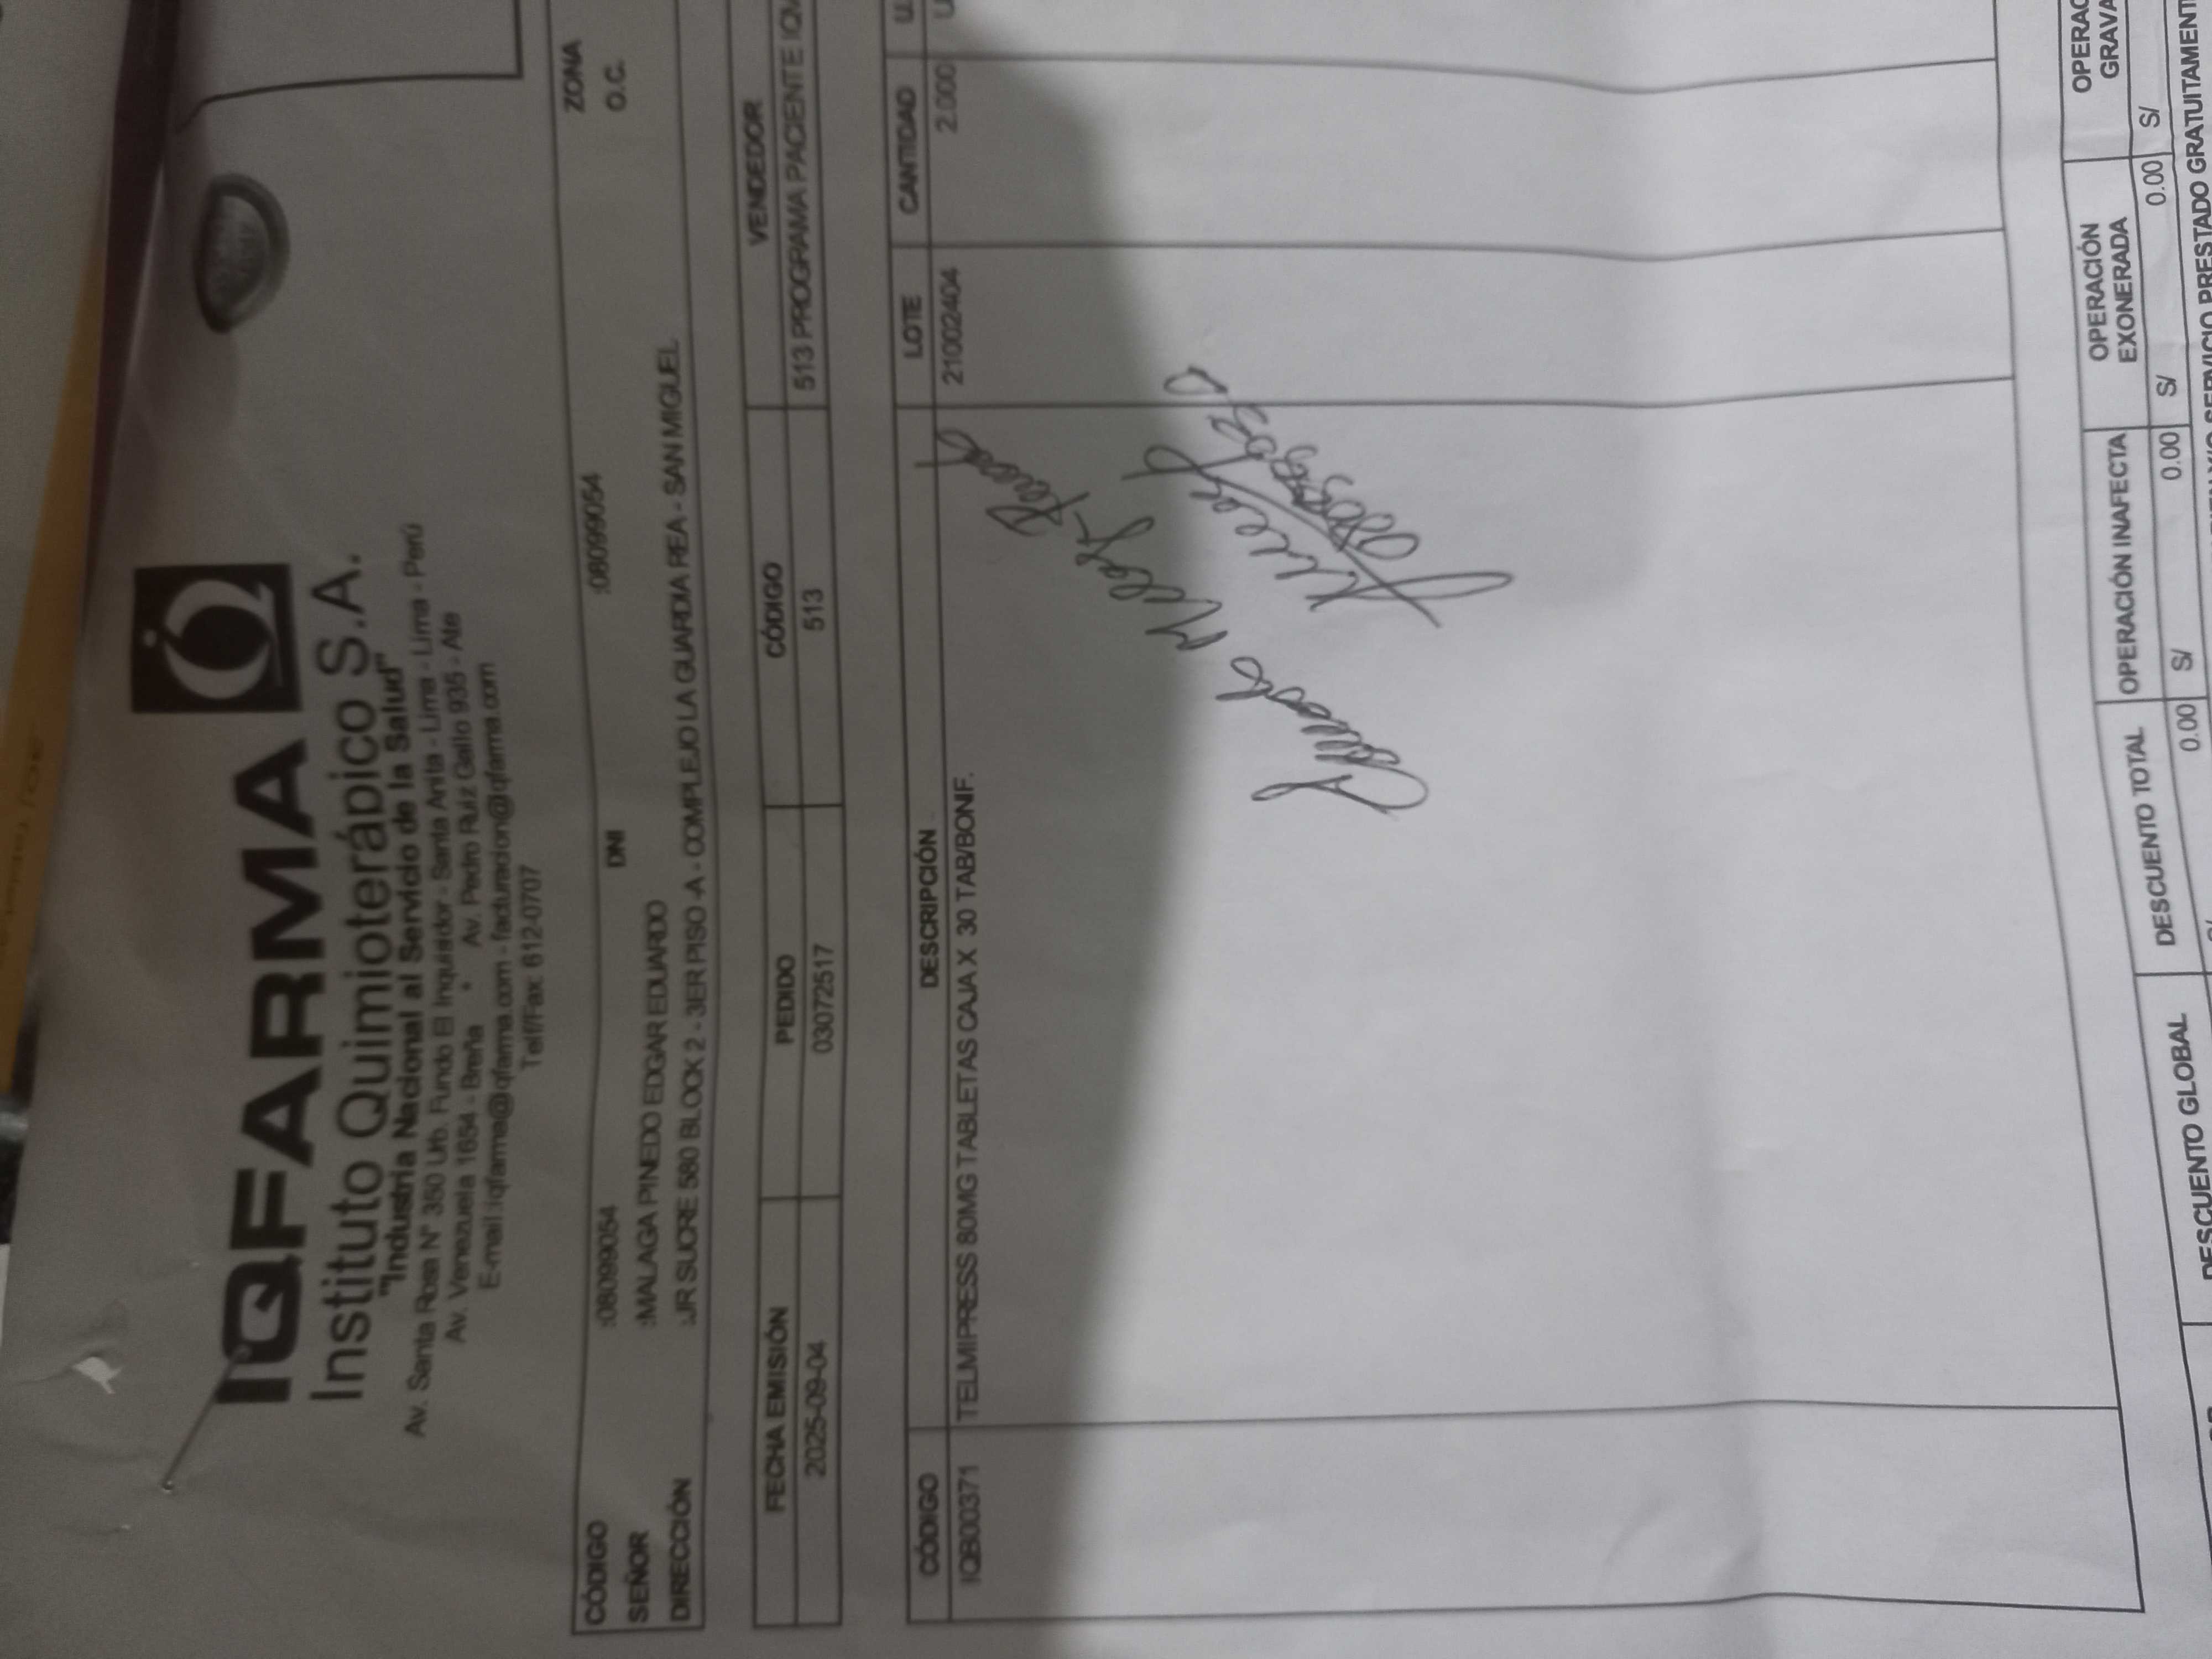 IQFARMA
Instituto Quimioterápico S.A.
"Industria Nacional al Servicio de la Salud"
Av. Santa Rosa N° 350 Urb. Fundo El Inquisidor - Santa Anita - Lima - Lima - Perú
Av. Venezuela 1654 - Breña * Av. Pedro Ruiz Gallo 935 - Ate
E-mail:iqfarma@iqfarma.com - facturacion@iqfarma.com
Telf/Fax: 612-0707
CÓDIGO :08099054 DNI :08099054 ZONA
SEÑOR :MALAGA PINEDO EDGAR EDUARDO O.C.
DIRECCIÓN :JR SUCRE 580 BLOCK 2 - 3ER PISO -A - COMPLEJO LA GUARDIA REA - SAN MIGUEL
FECHA EMISIÓN PEDIDO CÓDIGO VENDEDOR
2025-09-04 03072517 513 513 PROGRAMA PACIENTE
CÓDIGO DESCRIPCIÓN LOTE CANTIDAD
IQB00371 TELMIPRESS 80MG TABLETAS CAJA X 30 TAB/BONIF. 21002404 2.000
DESCUENTO GLOBAL DESCUENTO TOTAL OPERACIÓN INAFECTA OPERACIÓN EXONERADA
0.00 S/ 0.00 S/ 0.00 S/
SERVICIO PRESTADO GRATUITAMENT